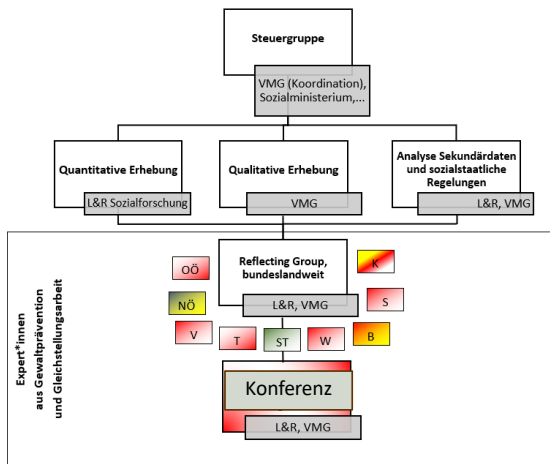 Steuergruppe
VMG (Koordination),
Sozialministerium,...
Quantitative Erhebung
L&R Sozialforschung
Qualitative Erhebung
VMG
Analyse Sekundärdaten
und sozialstaatliche
Regelungen
L&R, VMG
Expert*innen
aus Gewaltprävention
und Gleichstellungsarbeit
Reflecting Group,
bundeslandweit
L&R, VMG
OÖ
K
NÖ
S
V
T
ST
W
B
Konferenz
L&R, VMG